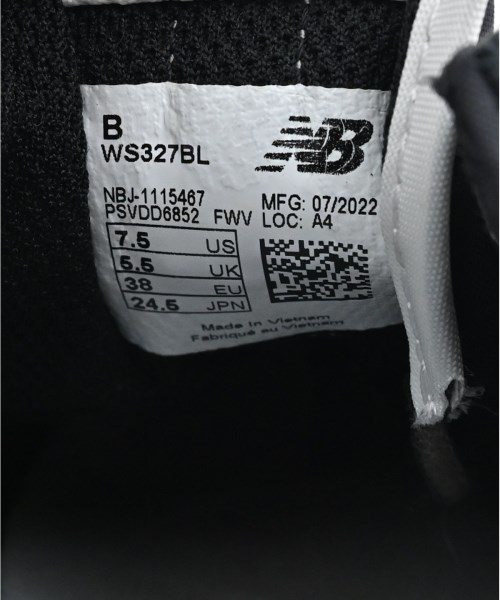 B
WS327BL
NB
NBJ-1115467
PSVDD6852 FWV
MFG: 07/2022
LOC: A4
7.5 US
5.5 UK
38 EU
24.5 JPN
Made in Vietnam
Fabriqué au Vietnam